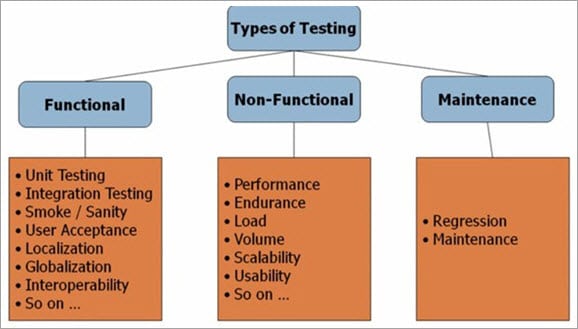 Types of Testing
Functional
Non-Functional
Maintenance
• Unit Testing
• Integration Testing
• Smoke / Sanity
• User Acceptance
• Localization
• Globalization
• Interoperability
• So on ...
• Performance
• Endurance
• Load
• Volume
• Scalability
• Usability
• So on ...
• Regression
• Maintenance